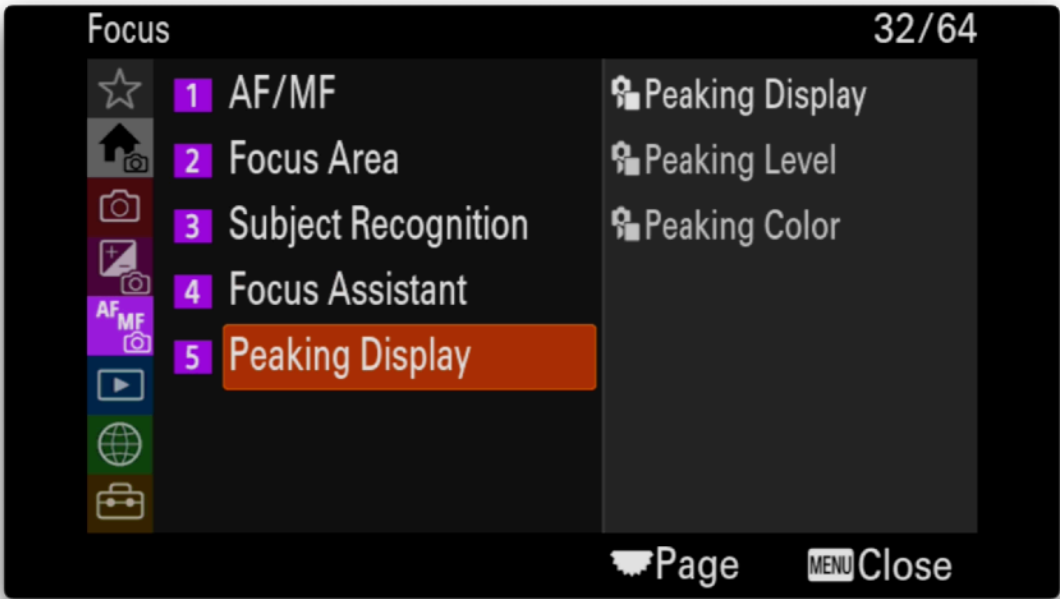 Focus 32/64
1 AF/MF
2 Focus Area
3 Subject Recognition
4 Focus Assistant
5 Peaking Display
Peaking Display
Peaking Level
Peaking Color
AF MF
Page MENU Close